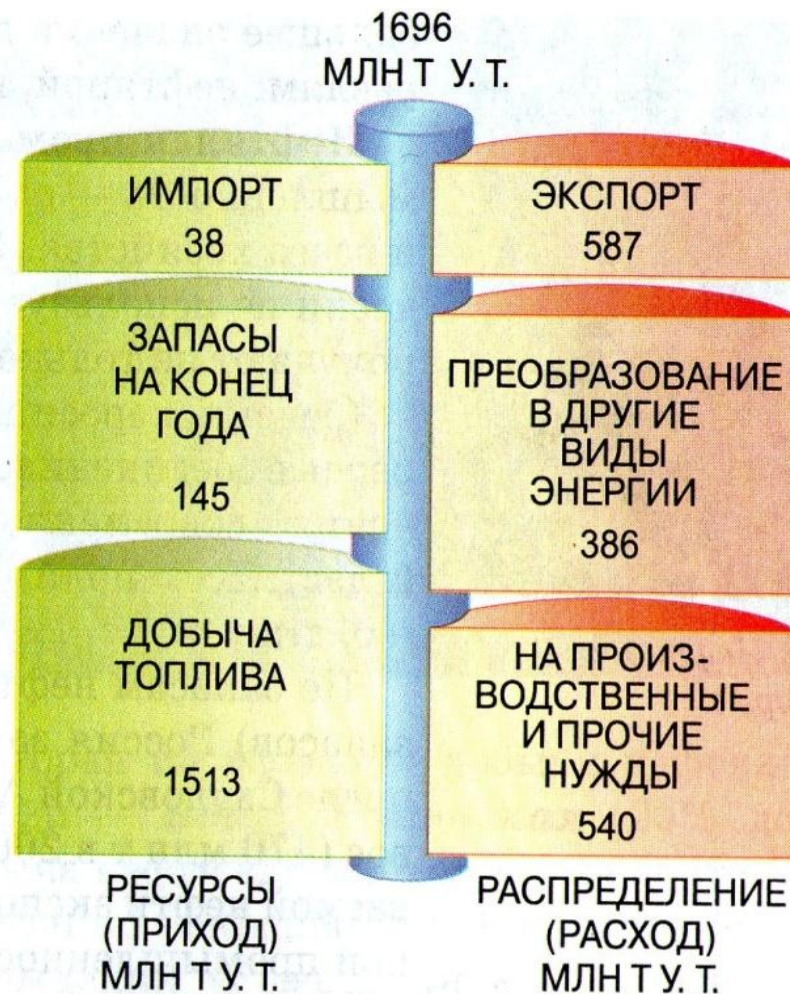 1696
МЛН Т У. Т.
ИМПОРТ
38
ЗАПАСЫ
НА КОНЕЦ
ГОДА
145
ДОБЫЧА
ТОПЛИВА
1513
РЕСУРСЫ
(ПРИХОД)
МЛН Т У. Т.
ЭКСПОРТ
587
ПРЕОБРАЗОВАНИЕ
В ДРУГИЕ
ВИДЫ
ЭНЕРГИИ
386
НА ПРОИЗ-
ВОДСТВЕННЫЕ
И ПРОЧИЕ
НУЖДЫ
540
РАСПРЕДЕЛЕНИЕ
(РАСХОД)
МЛН Т У. Т.